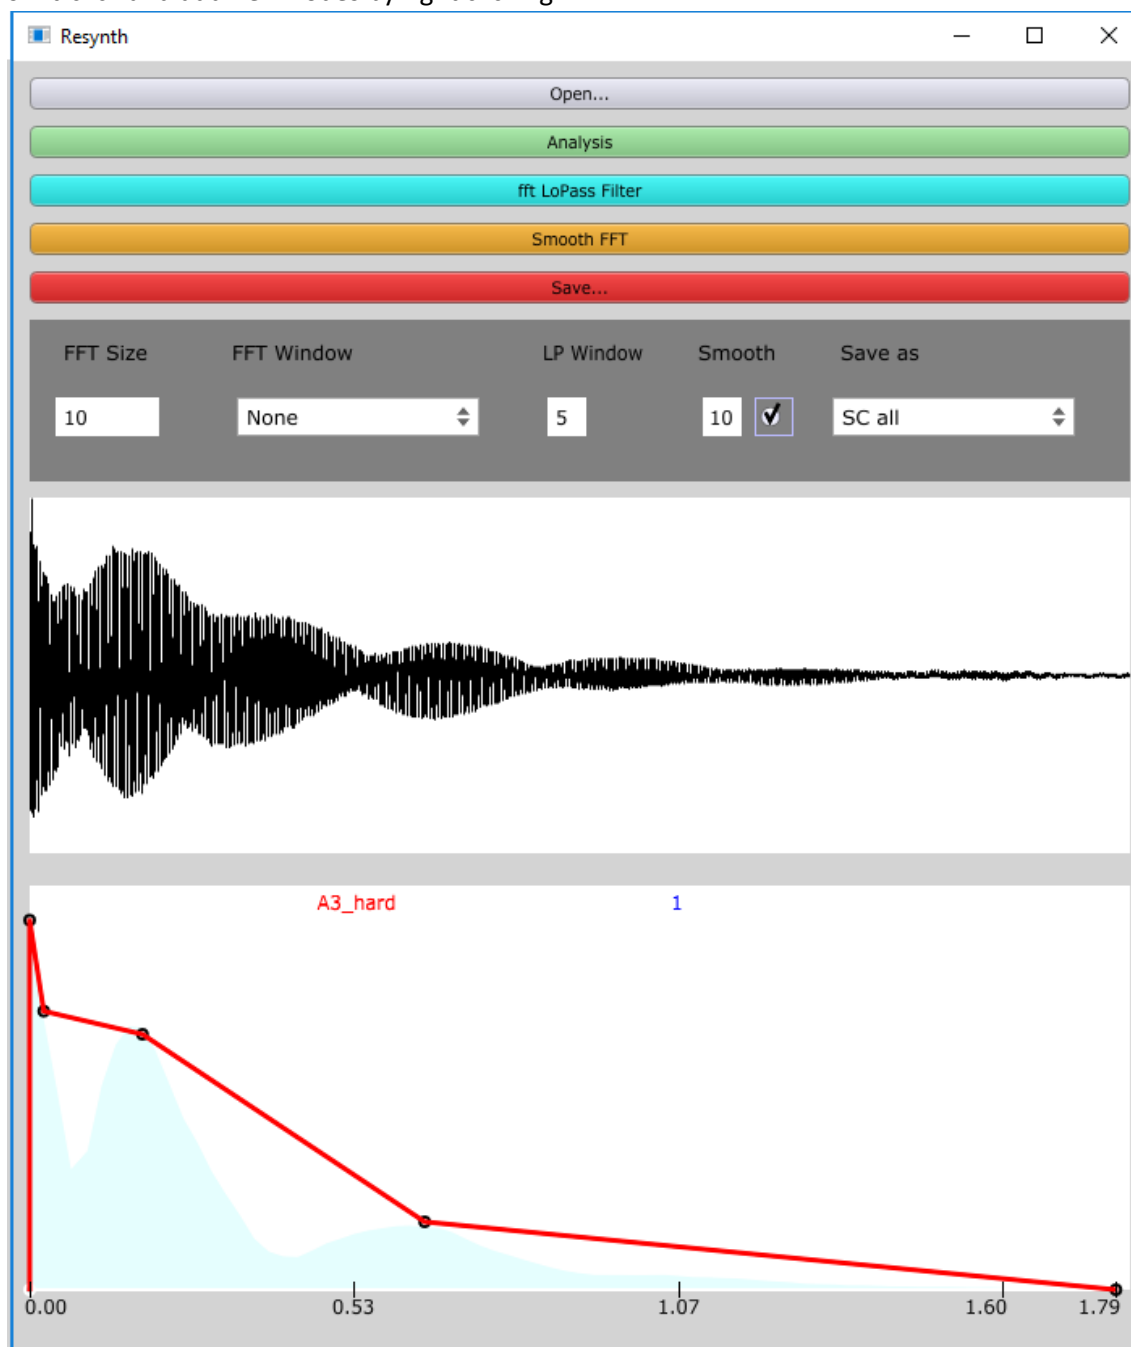 Resynth
Open...
Analysis
fft LoPass Filter
Smooth FFT
Save...
FFT Size FFT Window LP Window Smooth Save as
10 None 5 10 SC all
A3_hard 1
0.00 0.53 1.07 1.60 1.79